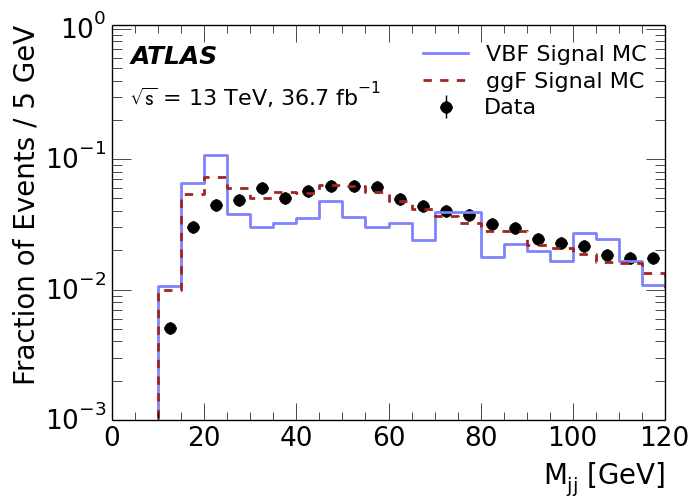 10⁰
10⁻¹
10⁻²
10⁻³
Fraction of Events / 5 GeV
ATLAS
√s = 13 TeV, 36.7 fb⁻¹
VBF Signal MC
ggF Signal MC
Data
0 20 40 60 80 100 120
M_jj [GeV]